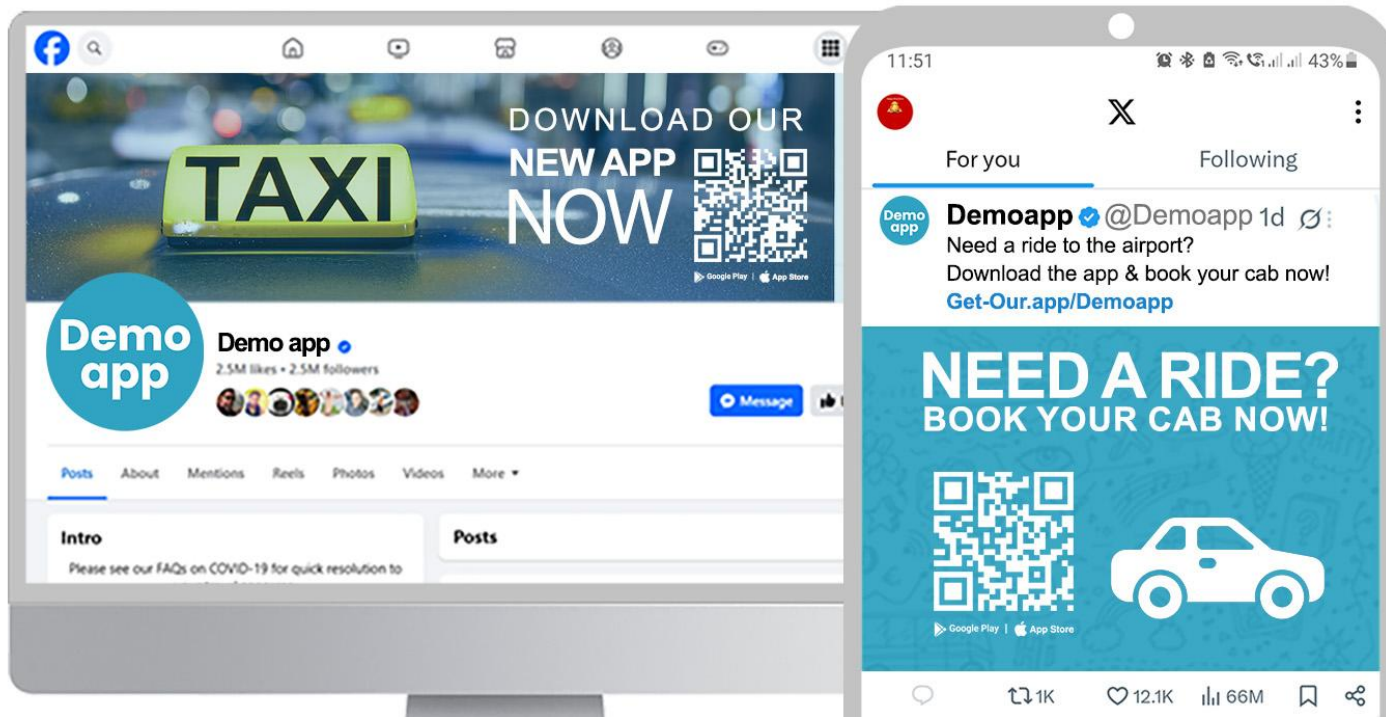 DOWNLOAD OUR
NEW APP
NOW
TAXI
Google Play | App Store
Demo
app
Demo app
2.5M likes • 2.5M followers
Message
Posts
About
Mentions
Reels
Photos
Videos
More
Intro
Please see our FAQs on COVID-19 for quick resolution to
Posts
11:51
43%
X
For you
Following
Demo
app
Demoapp @Demoapp 1d
Need a ride to the airport?
Download the app & book your cab now!
Get-Our.app/Demoapp
NEED A RIDE?
BOOK YOUR CAB NOW!
Google Play | App Store
1K
12.1K
66M